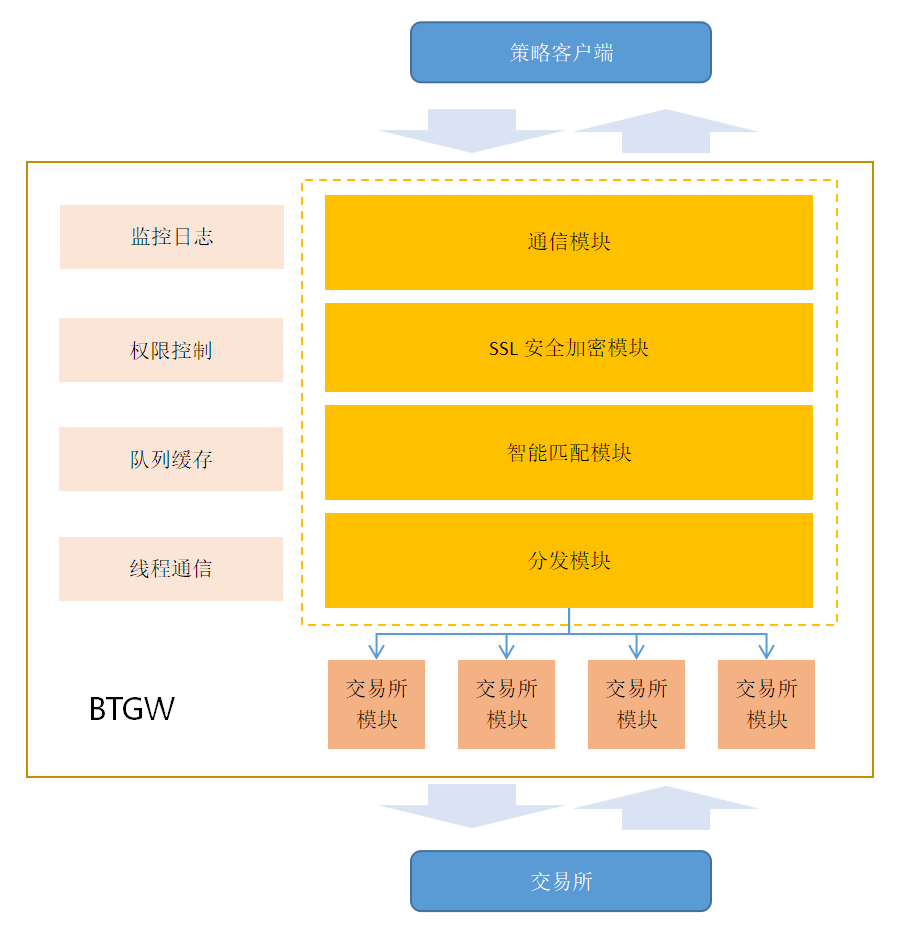 策略客户端
监控日志
通信模块
权限控制
SSL 安全加密模块
队列缓存
智能匹配模块
线程通信
分发模块
交易所
模块
交易所
模块
交易所
模块
交易所
模块
BTGW
交易所